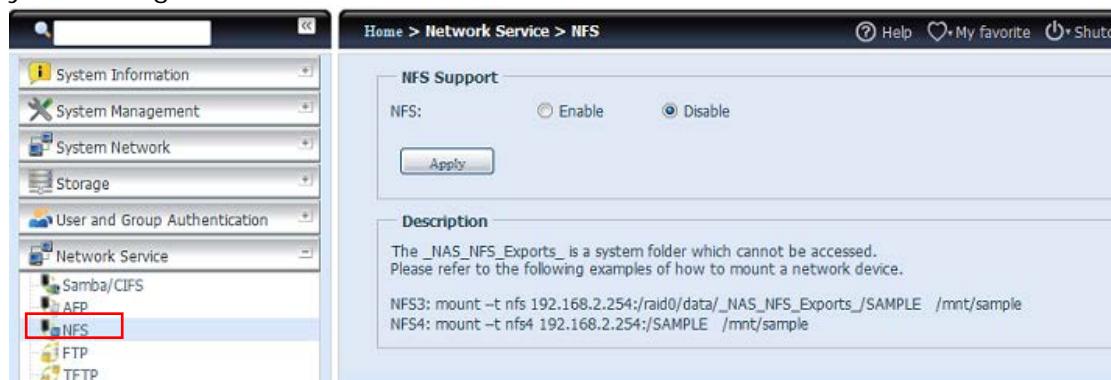 Home > Network Service > NFS
Help My favorite
System Information
System Management
System Network
Storage
User and Group Authentication
Network Service
Samba/CIFS
AFP
NFS
FTP
TFTP
NFS Support
NFS: Enable Disable
Apply
Description
The _NAS_NFS_Exports_ is a system folder which cannot be accessed.
Please refer to the following examples of how to mount a network device.
NFS3: mount –t nfs 192.168.2.254:/raid0/data/_NAS_NFS_Exports_/SAMPLE /mnt/sample
NFS4: mount –t nfs4 192.168.2.254:/SAMPLE /mnt/sample